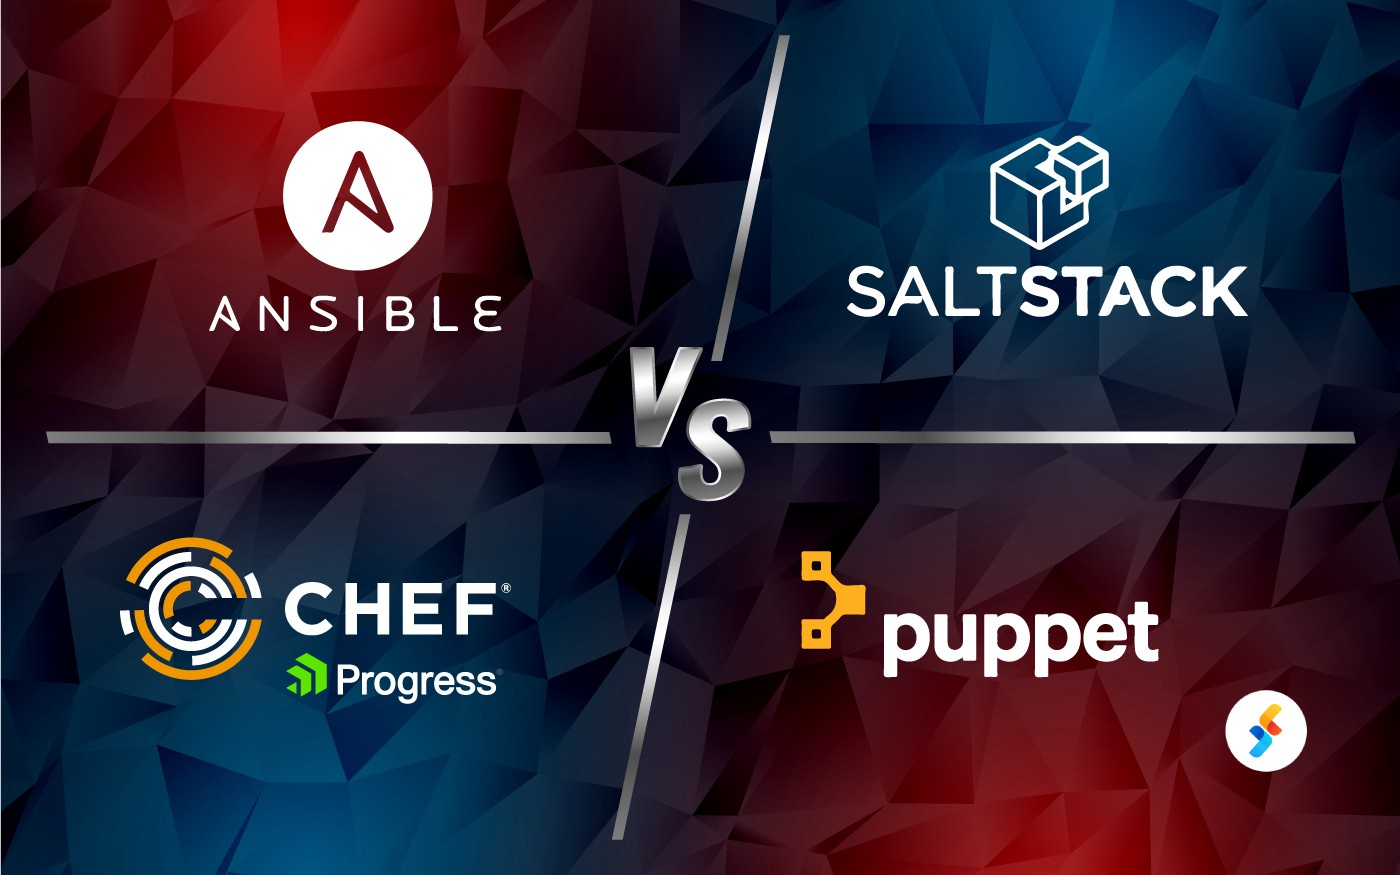 ANSIBLE
SALTSTACK
VS
CHEF®
Progress®
puppet